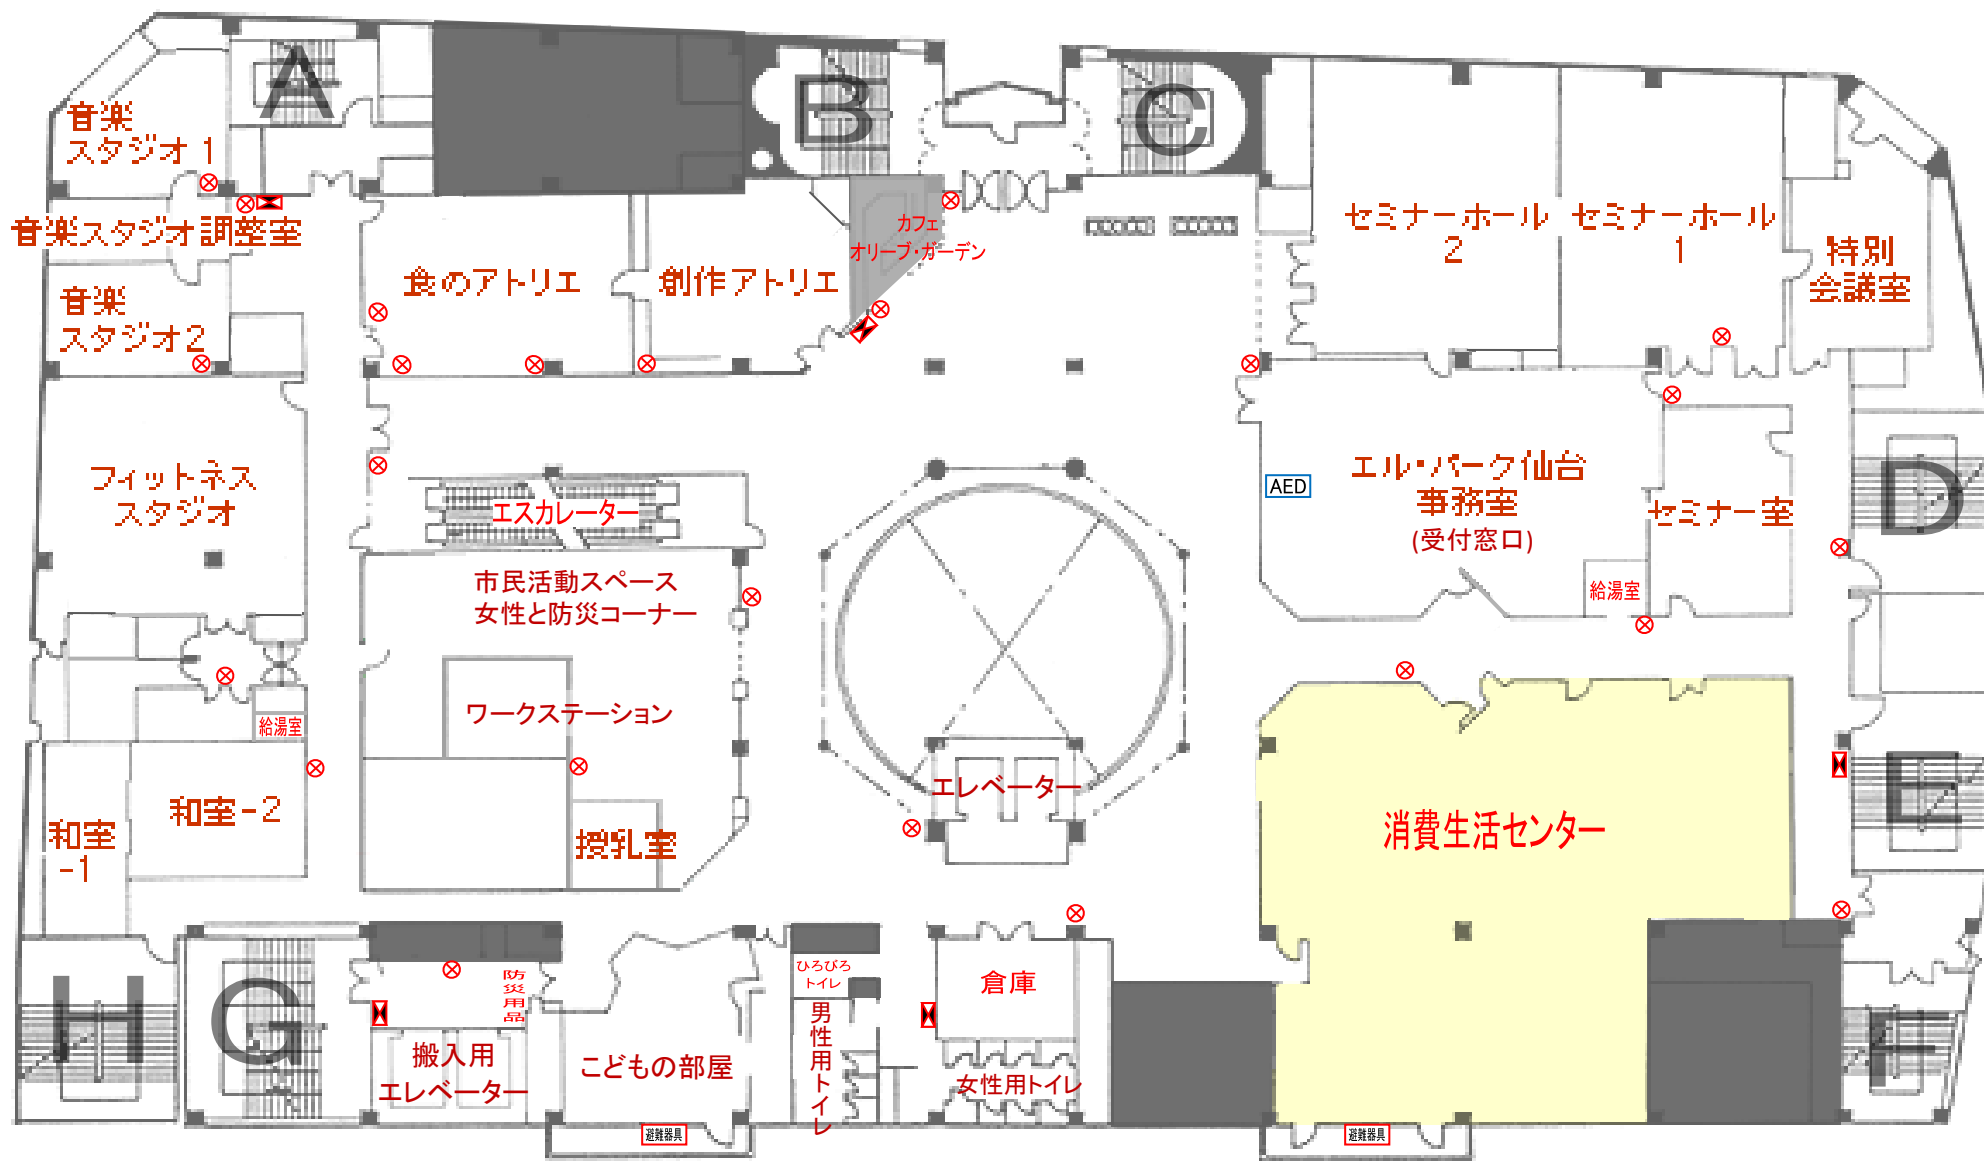 A
B
C
音楽
スタジオ1
音楽スタジオ調整室
音楽
スタジオ2
食のアトリエ
創作アトリエ
カフェ
オリーブ・ガーデン
セミナーホール
2
セミナーホール
1
特別
会議室
フィットネス
スタジオ
エスカレーター
AED
エル・パーク仙台
事務室
(受付窓口)
セミナー室
給湯室
D
市民活動スペース
女性と防災コーナー
ワークステーション
授乳室
給湯室
和室-2
和室
-1
エレベーター
消費生活センター
E
H
G
防災用品
搬入用
エレベーター
こどもの部屋
ひろびろ
トイレ
男性用トイレ
倉庫
女性用トイレ
F
避難器具
避難器具